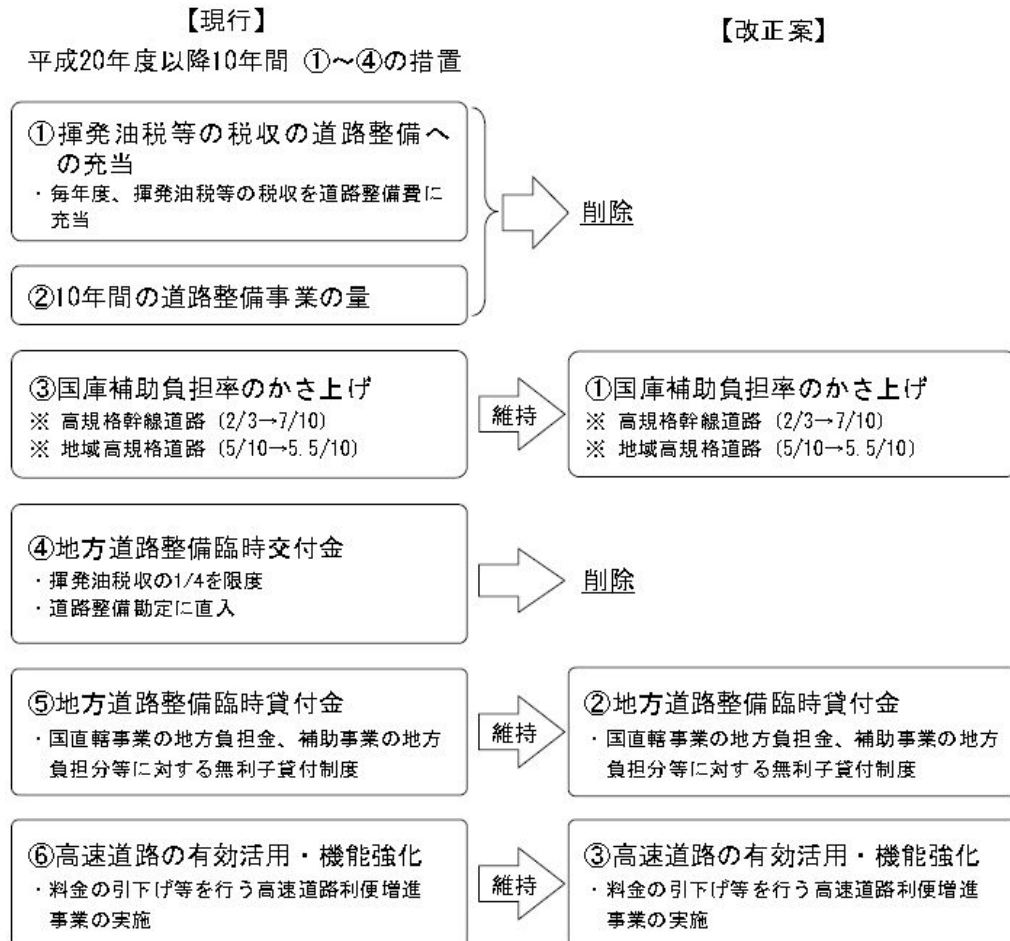 【現行】
【改正案】
平成20年度以降10年間 ①～④の措置
①揮発油税等の税収の道路整備へ
の充当
・毎年度、揮発油税等の税収を道路整備費に
充当
②10年間の道路整備事業の量
削除
③国庫補助負担率のかさ上げ
※ 高規格幹線道路 (2/3→7/10)
※ 地域高規格道路 (5/10→5.5/10)
維持
①国庫補助負担率のかさ上げ
※ 高規格幹線道路 (2/3→7/10)
※ 地域高規格道路 (5/10→5.5/10)
④地方道路整備臨時交付金
・揮発油税収の1/4を限度
・道路整備勘定に直入
削除
⑤地方道路整備臨時貸付金
・国直轄事業の地方負担金、補助事業の地方
負担分等に対する無利子貸付制度
維持
②地方道路整備臨時貸付金
・国直轄事業の地方負担金、補助事業の地方
負担分等に対する無利子貸付制度
⑥高速道路の有効活用・機能強化
・料金の引下げ等を行う高速道路利便増進
事業の実施
維持
③高速道路の有効活用・機能強化
・料金の引下げ等を行う高速道路利便増進
事業の実施